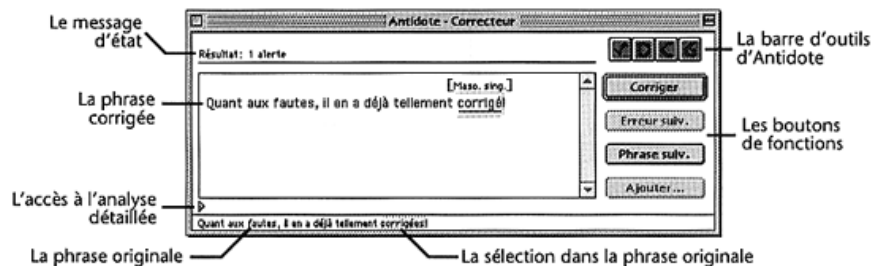 Antidote - Correcteur
Le message
d'état
Résultat: 1 alerte
La barre d'outils
d'Antidote
[Masc. sing.]
Corriger
La phrase
corrigée
Quant aux fautes, il en a déjà tellement corrigé!
Erreur suiv.
Les boutons
de fonctions
Phrase suiv.
L'accès à l'analyse
détaillée
Ajouter...
Quant aux fautes, il en a déjà tellement corrigées!
La phrase originale
La sélection dans la phrase originale